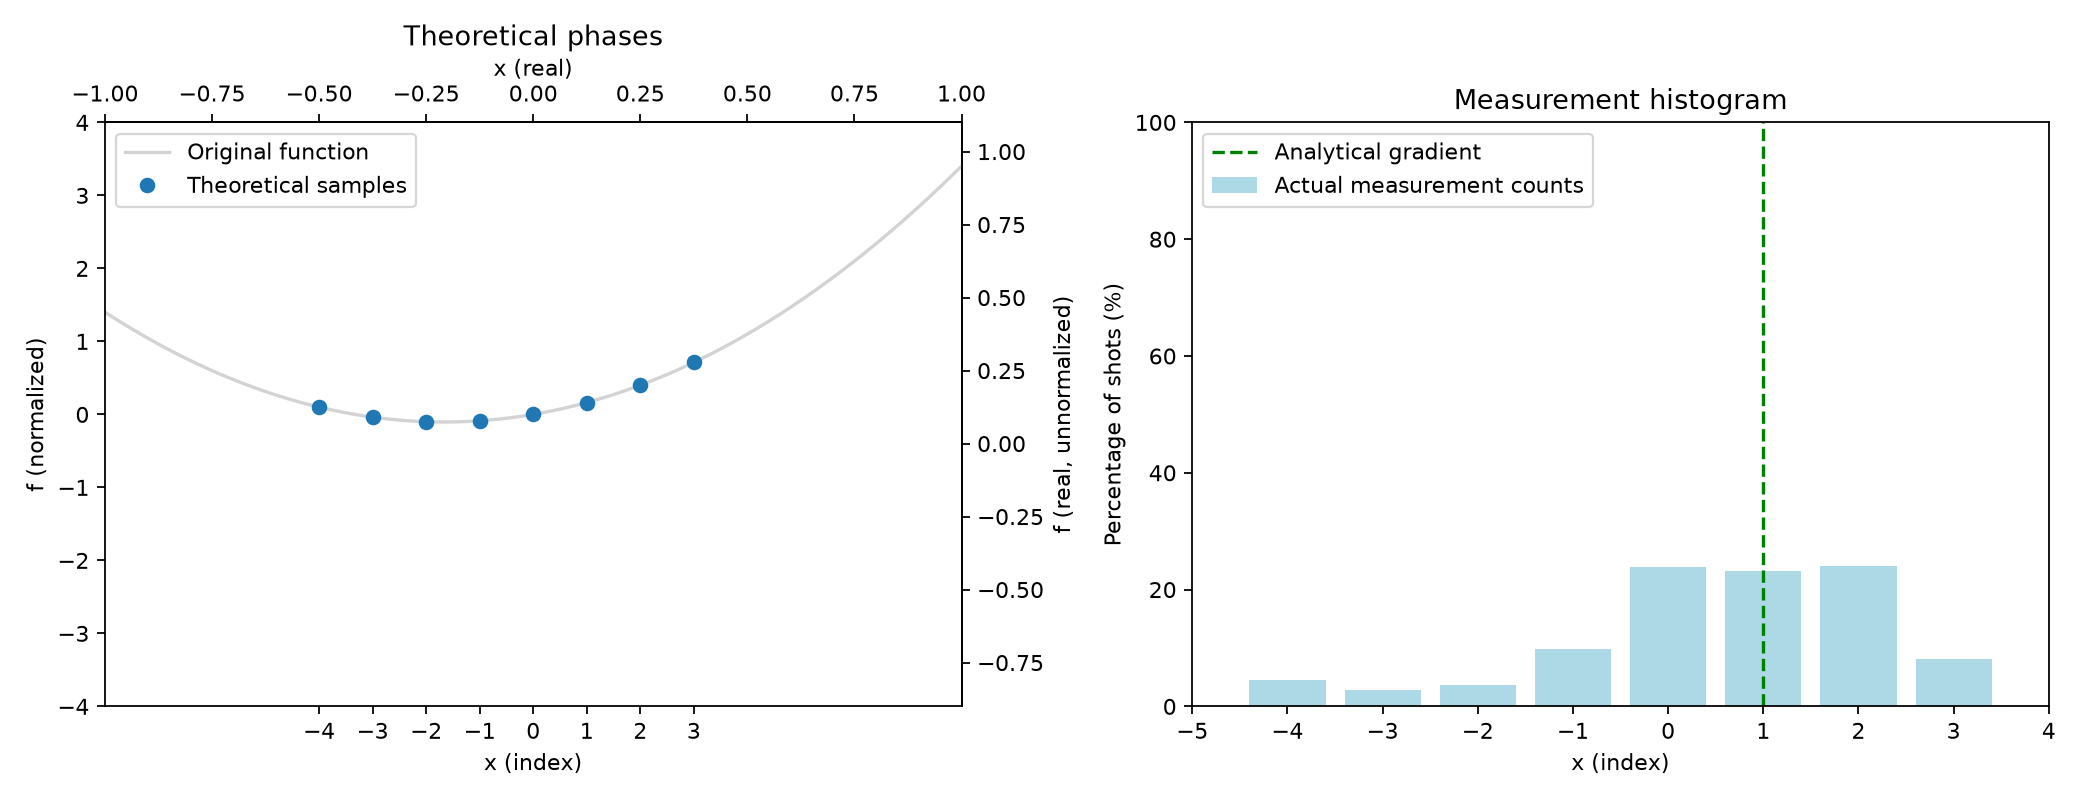 Theoretical phases
x (real)
−1.00 −0.75 −0.50 −0.25 0.00 0.25 0.50 0.75 1.00
Original function
Theoretical samples
f (normalized)
4
3
2
1
0
−1
−2
−3
−4
1.00
0.75
0.50
0.25
0.00
−0.25
−0.50
−0.75
f (real, unnormalized)
−4 −3 −2 −1 0 1 2 3
x (index)
Measurement histogram
Analytical gradient
Actual measurement counts
Percentage of shots (%)
100
80
60
40
20
0
−5 −4 −3 −2 −1 0 1 2 3 4
x (index)